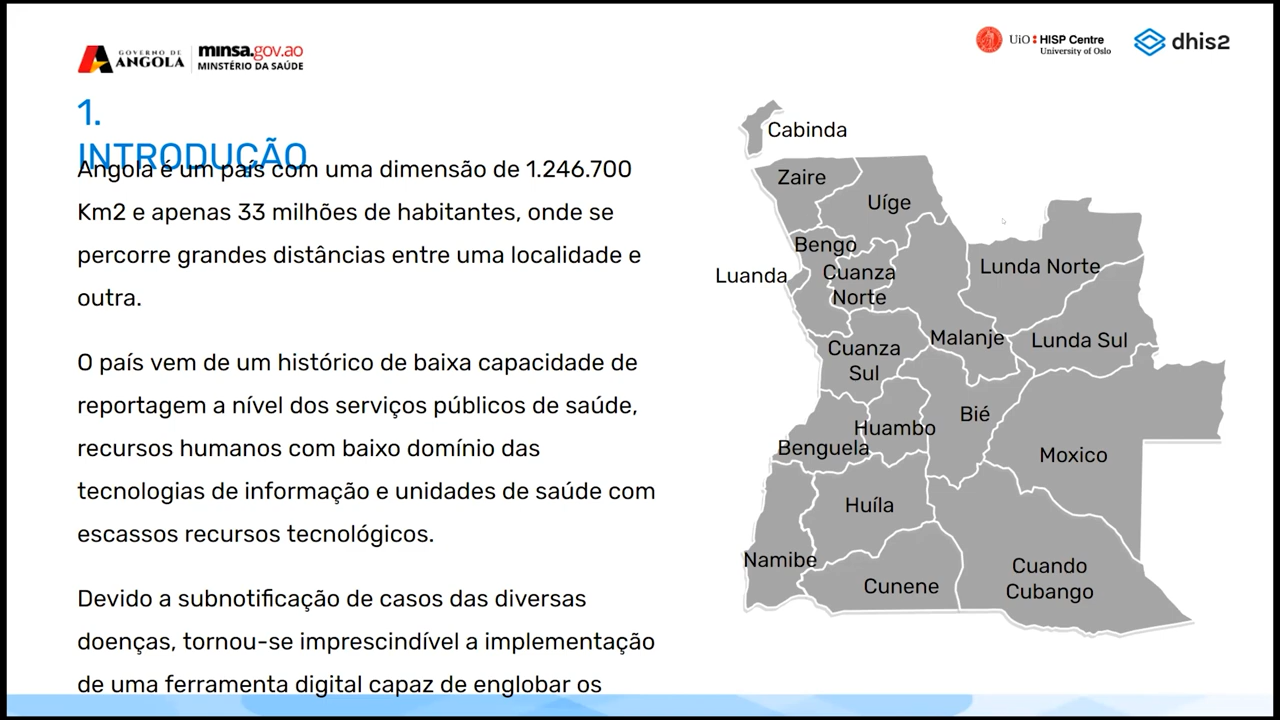 GOVERNO DE
ANGOLA
minsa.gov.ao
MINISTÉRIO DA SAÚDE
UiO HISP Centre
University of Oslo
dhis2
1.
INTRODUÇÃO
Angola é um país com uma dimensão de 1.246.700
Km2 e apenas 33 milhões de habitantes, onde se
percorre grandes distâncias entre uma localidade e
outra.
O país vem de um histórico de baixa capacidade de
reportagem a nível dos serviços públicos de saúde,
recursos humanos com baixo domínio das
tecnologias de informação e unidades de saúde com
escassos recursos tecnológicos.
Devido a subnotificação de casos das diversas
doenças, tornou-se imprescindível a implementação
de uma ferramenta digital capaz de englobar os
Cabinda
Zaire
Uíge
Bengo
Luanda
Cuanza
Norte
Lunda Norte
Malanje
Lunda Sul
Cuanza
Sul
Bié
Huambo
Benguela
Moxico
Huíla
Namibe
Cunene
Cuando
Cubango